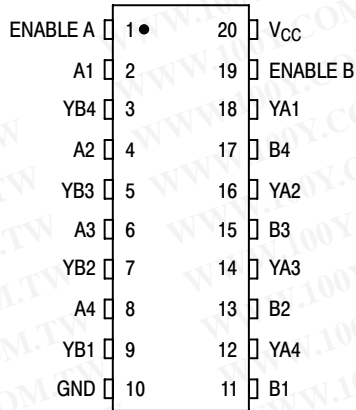 ENABLE A 1 20 VCC
A1 2 19 ENABLE B
YB4 3 18 YA1
A2 4 17 B4
YB3 5 16 YA2
A3 6 15 B3
YB2 7 14 YA3
A4 8 13 B2
YB1 9 12 YA4
GND 10 11 B1